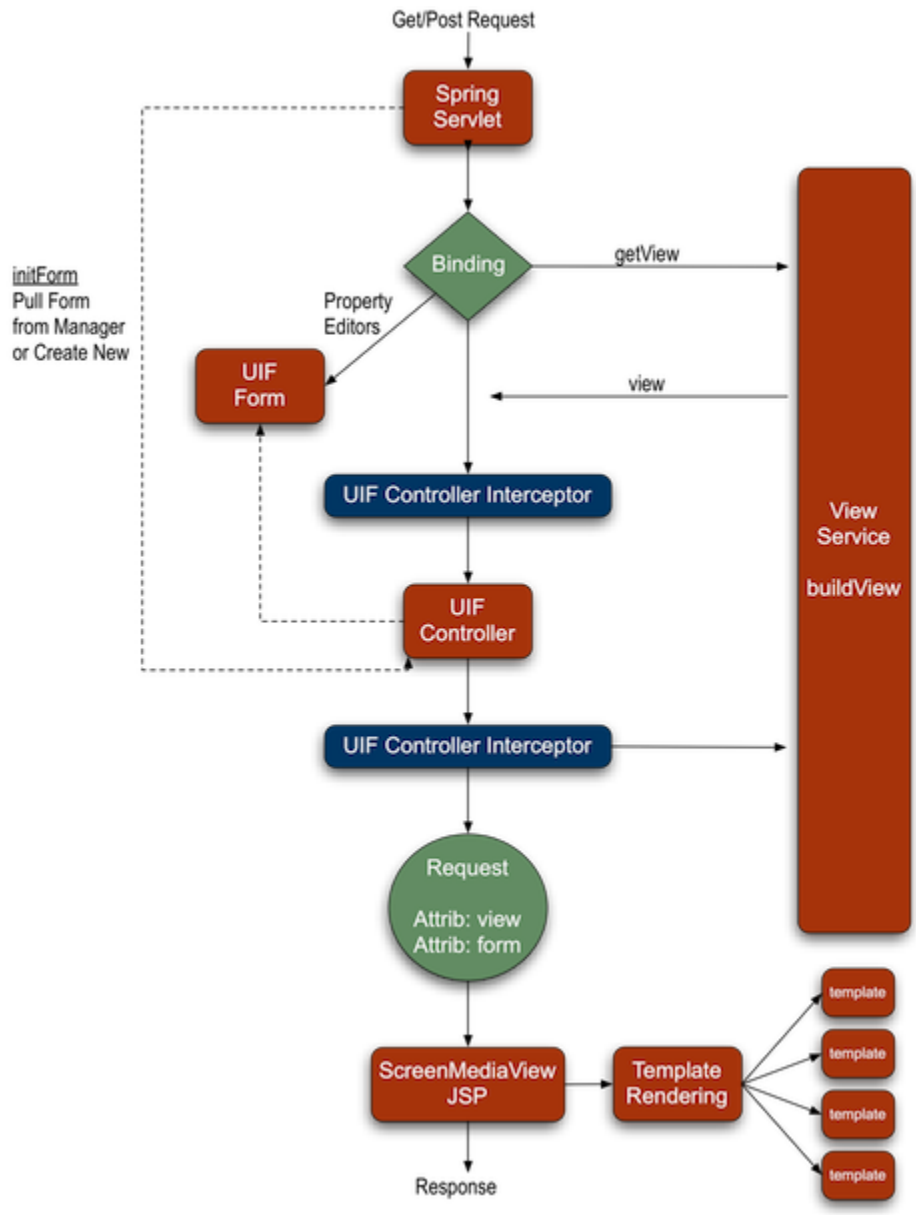 Get/Post Request
Spring
Servlet
Binding
getView
initForm
Pull Form
from Manager
or Create New
Property
Editors
UIF
Form
view
UIF Controller Interceptor
View
Service
buildView
UIF
Controller
UIF Controller Interceptor
Request
Attrib: view
Attrib: form
template
template
template
template
ScreenMediaView
JSP
Template
Rendering
Response